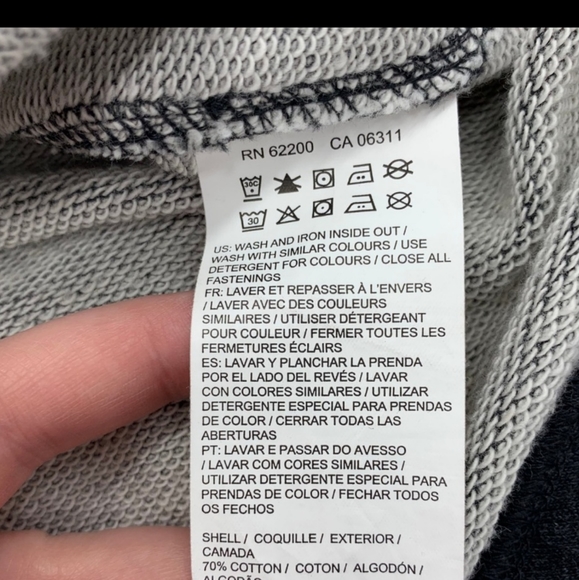 RN 62200 CA 06311
30C
30
US: WASH AND IRON INSIDE OUT /
WASH WITH SIMILAR COLOURS / USE
DETERGENT FOR COLOURS / CLOSE ALL
FASTENINGS
FR: LAVER ET REPASSER À L'ENVERS
/ LAVER AVEC DES COULEURS
SIMILAIRES / UTILISER DÉTERGEANT
POUR COULEUR / FERMER TOUTES LES
FERMETURES ÉCLAIRS
ES: LAVAR Y PLANCHAR LA PRENDA
POR EL LADO DEL REVÉS / LAVAR
CON COLORES SIMILARES / UTILIZAR
DETERGENTE ESPECIAL PARA PRENDAS
DE COLOR / CERRAR TODAS LAS
ABERTURAS
PT: LAVAR E PASSAR DO AVESSO
/ LAVAR COM CORES SIMILARES /
UTILIZAR DETERGENTE ESPECIAL PARA
PRENDAS DE COLOR / FECHAR TODOS
OS FECHOS
SHELL / COQUILLE / EXTERIOR /
CAMADA
70% COTTON / COTON / ALGODÓN /
ALGODÃO